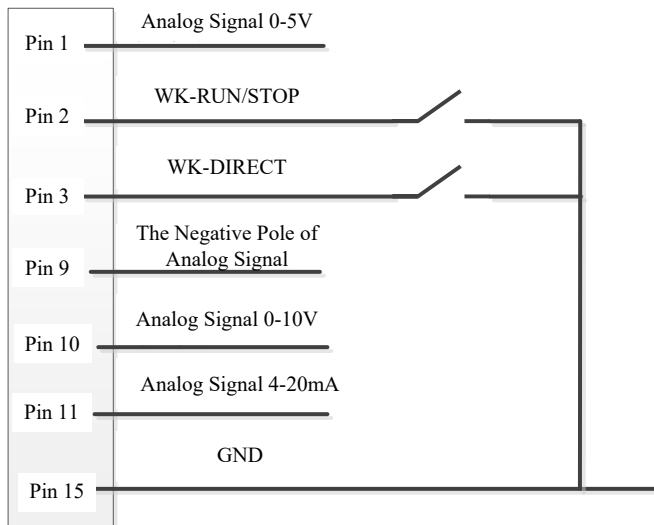 Analog Signal 0-5V
Pin 1
WK-RUN/STOP
Pin 2
WK-DIRECT
Pin 3
The Negative Pole of
Analog Signal
Pin 9
Analog Signal 0-10V
Pin 10
Analog Signal 4-20mA
Pin 11
GND
Pin 15